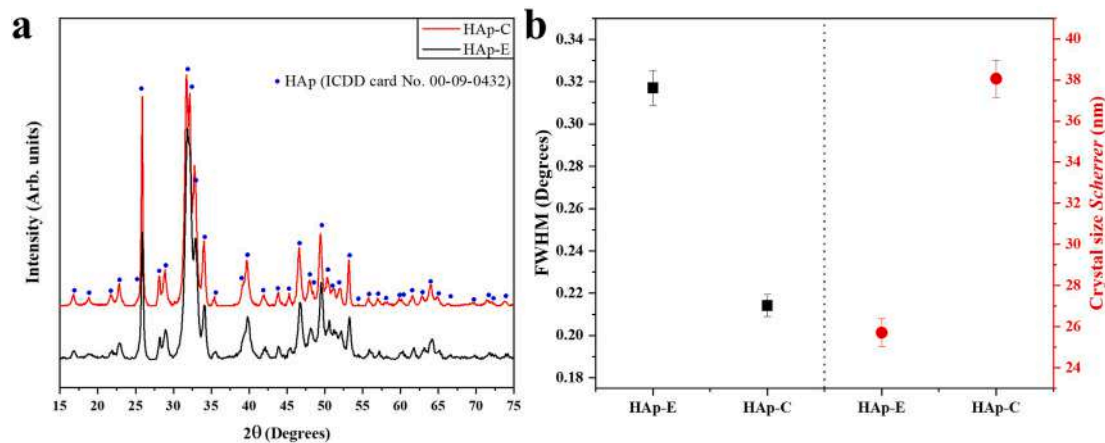 a
HAp-C
HAp-E
HAp (ICDD card No. 00-09-0432)
Intensity (Arb. units)
15 20 25 30 35 40 45 50 55 60 65 70 75
2θ (Degrees)
b
0.34
0.32
0.30
0.28
0.26
0.24
0.22
0.20
0.18
FWHM (Degrees)
HAp-E HAp-C HAp-E HAp-C
40
38
36
34
32
30
28
26
24
Crystal size Scherrer (nm)